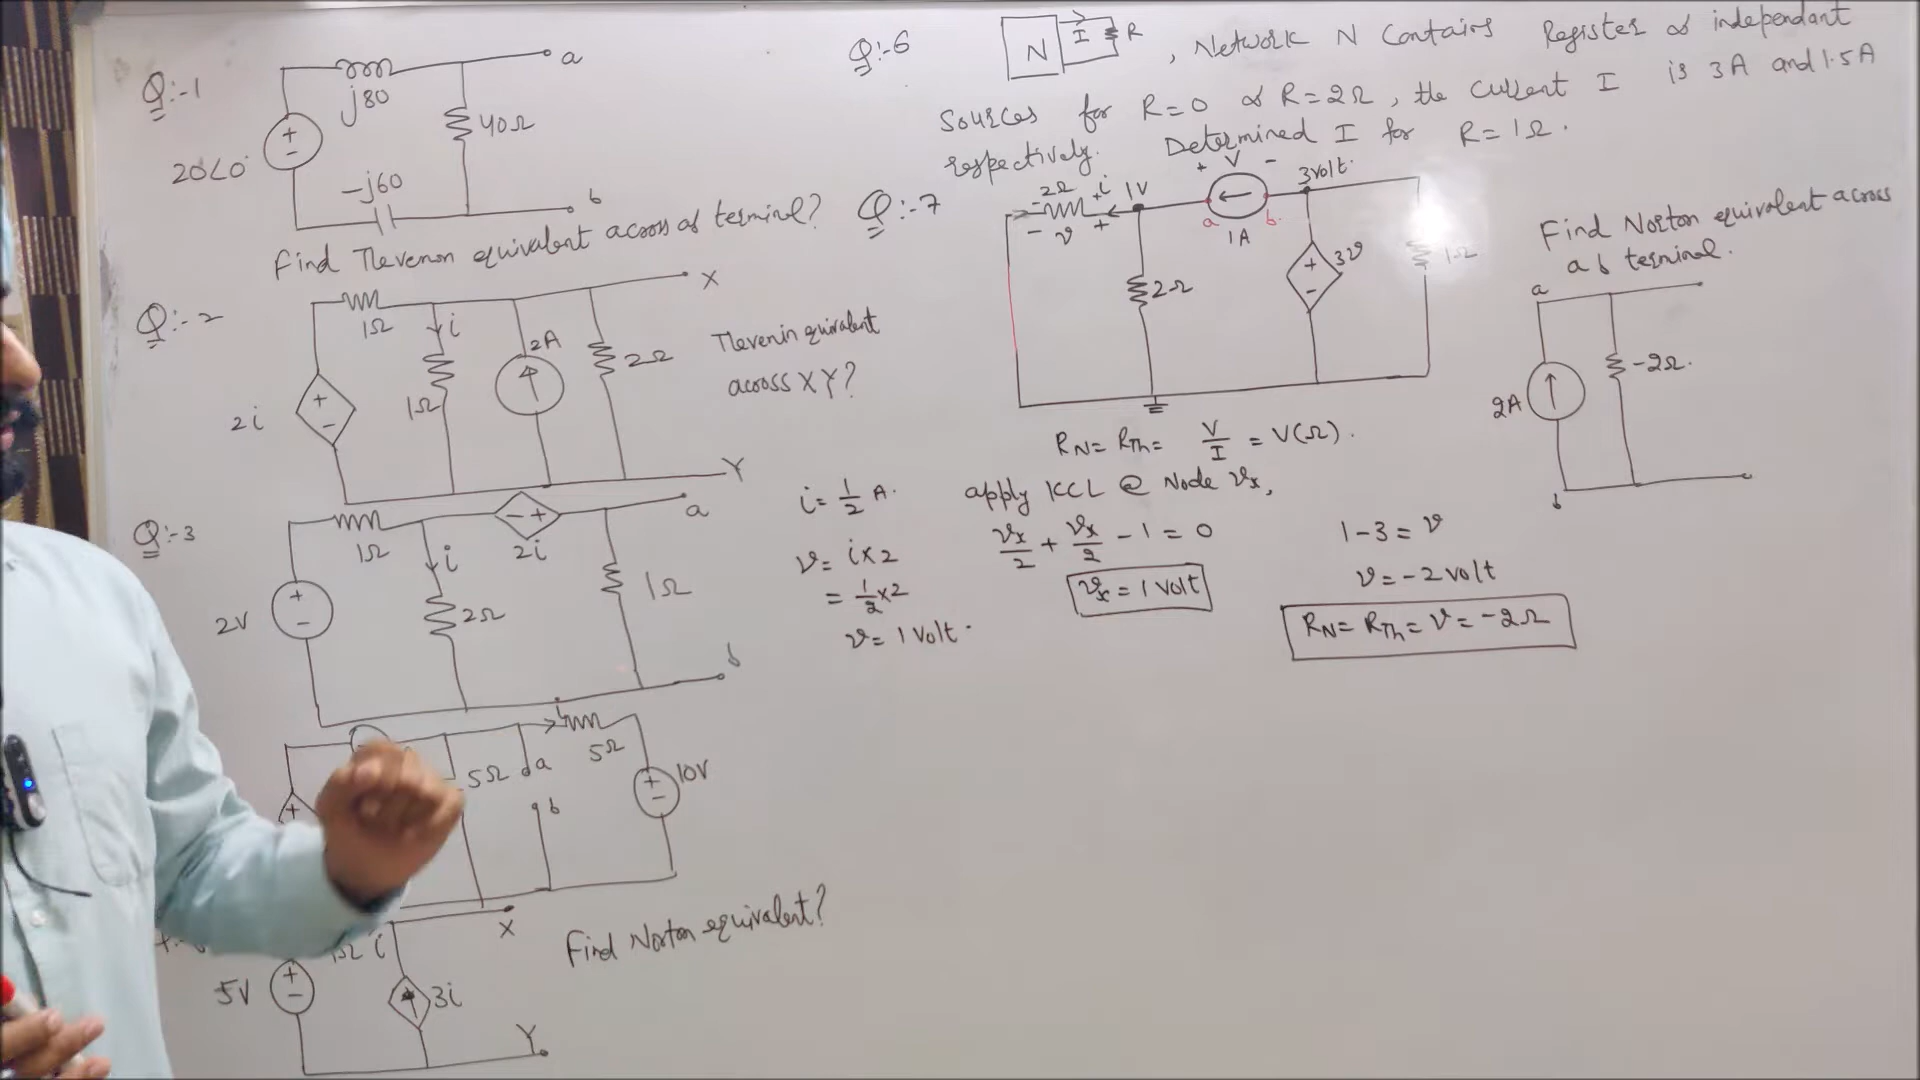 Q:-1
j80
a
40Ω
20∠0°
-j60
b
Find Thevenon equivalent across ab terminal?
Q:-2
1Ω
i
1Ω
2A
2Ω
2i
X
Y
Thevenin equivalent
across XY?
Q:-3
1Ω
i
2Ω
2i
2V
1Ω
a
b
5Ω
a
b
5Ω
10V
Find Norton equivalent?
1Ω
i
X
5V
3i
Y
Q:-6
N
I
R
, Network N Contains Register & independant
Sources for R=0 & R=2Ω, the Current I is 3A and 1.5A
respectively. Determined I for R=1Ω.
Q:-7
2Ω
i
- +
- v +
1V
+ V -
a b
1A
3volt.
2Ω
3v
1Ω
Find Norton equivalent across
a b terminal.
a
2A
-2Ω.
b
RN = RTh = V/I = V(Ω).
i = 1/2 A.
v = i×2
= 1/2×2
v = 1 volt.
apply KCL @ Node vx,
vx/2 + vx/2 - 1 = 0
vx = 1 volt
1-3 = v
v = -2 volt
RN = RTh = v = -2Ω